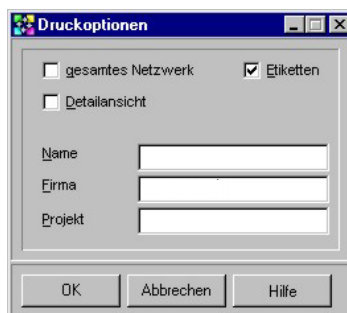 Druckoptionen
gesamtes Netzwerk Etiketten
Detailansicht
Name
Firma
Projekt
OK Abbrechen Hilfe